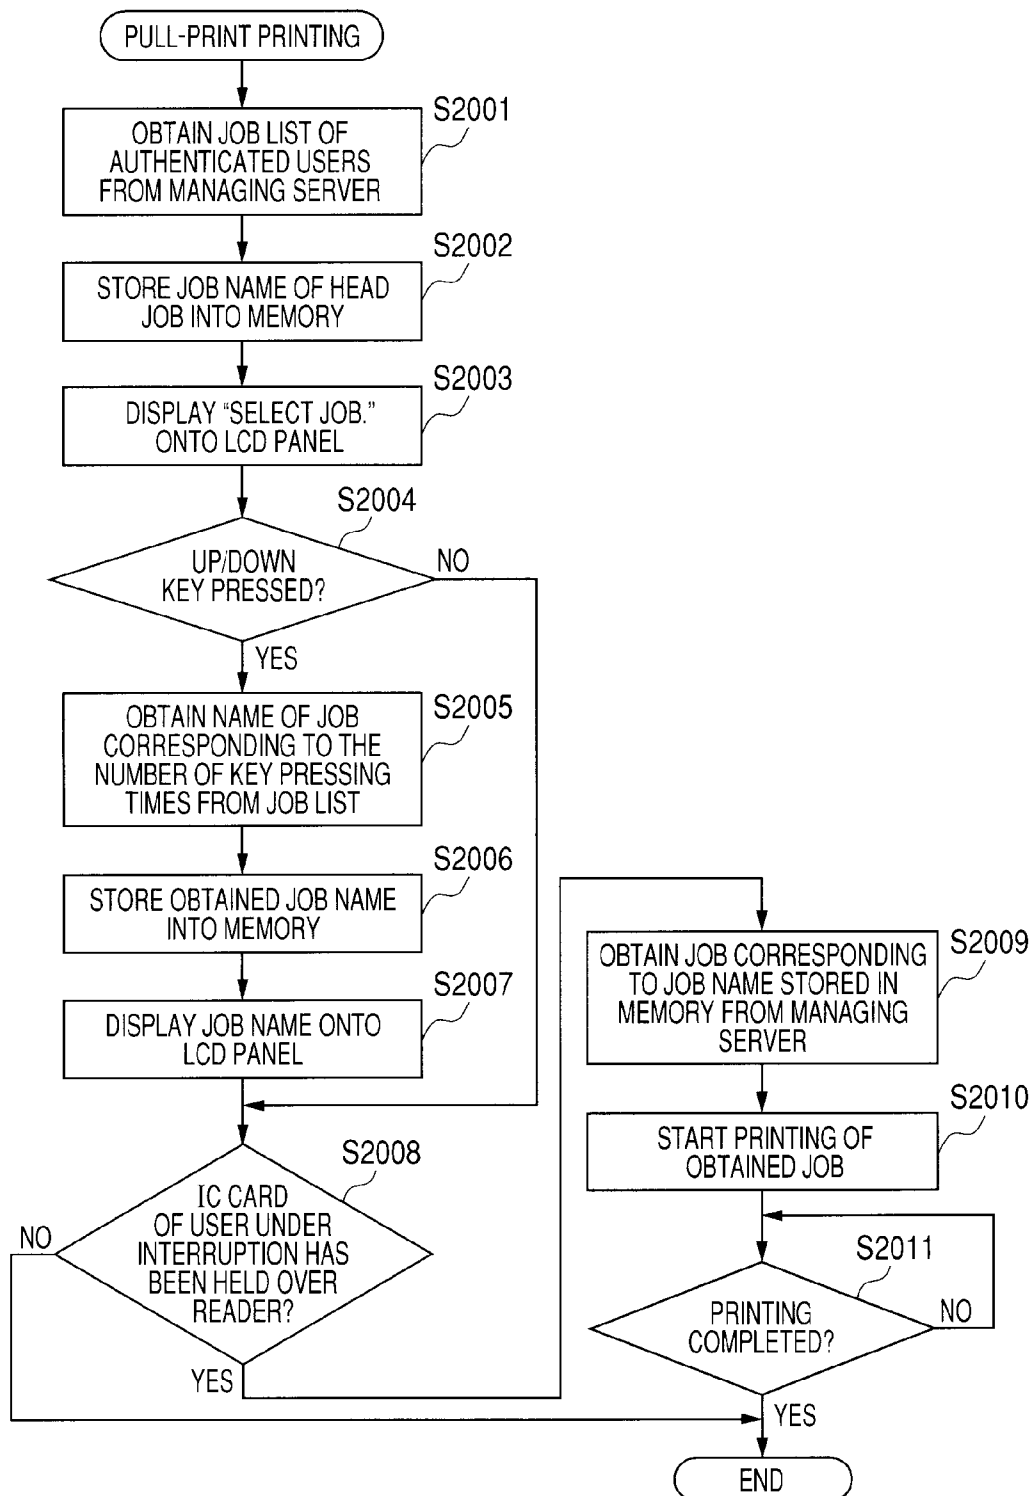 PULL-PRINT PRINTING
S2001
OBTAIN JOB LIST OF
AUTHENTICATED USERS
FROM MANAGING SERVER
S2002
STORE JOB NAME OF HEAD
JOB INTO MEMORY
S2003
DISPLAY “SELECT JOB.”
ONTO LCD PANEL
S2004
UP/DOWN
KEY PRESSED?
NO
YES
S2005
OBTAIN NAME OF JOB
CORRESPONDING TO THE
NUMBER OF KEY PRESSING
TIMES FROM JOB LIST
S2006
STORE OBTAINED JOB NAME
INTO MEMORY
S2007
DISPLAY JOB NAME ONTO
LCD PANEL
S2008
IC CARD
OF USER UNDER
INTERRUPTION HAS
BEEN HELD OVER
READER?
NO
YES
S2009
OBTAIN JOB CORRESPONDING
TO JOB NAME STORED IN
MEMORY FROM MANAGING
SERVER
S2010
START PRINTING OF
OBTAINED JOB
S2011
PRINTING
COMPLETED?
NO
YES
END